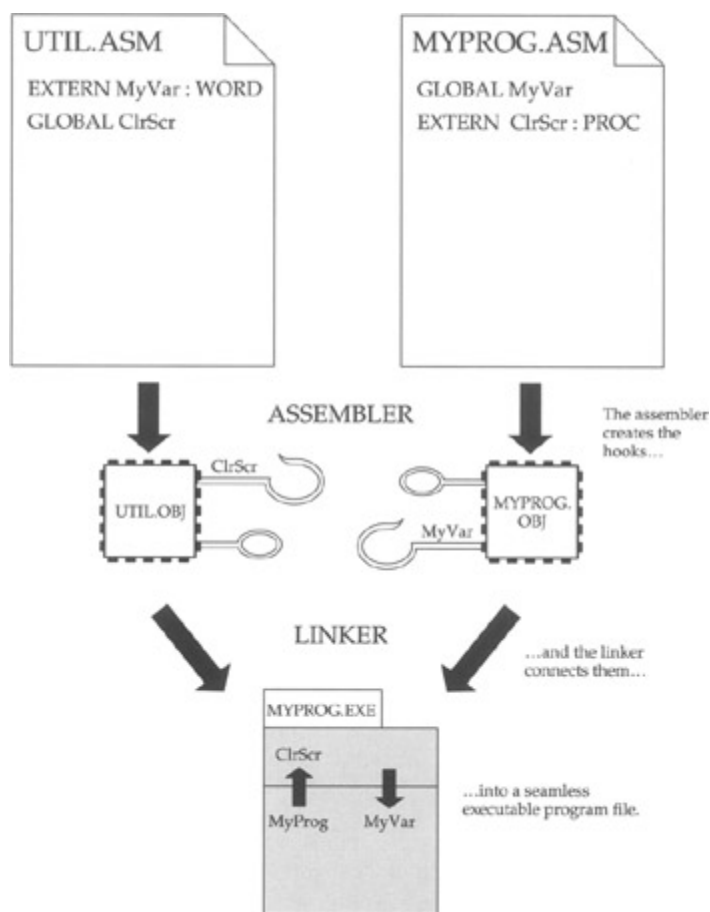 UTIL.ASM
EXTERN MyVar : WORD
GLOBAL ClrScr
MYPROG.ASM
GLOBAL MyVar
EXTERN ClrScr : PROC
ASSEMBLER
The assembler
creates the
hooks...
ClrScr
UTIL.OBJ
MYPROG.
OBJ
MyVar
LINKER
...and the linker
connects them...
MYPROG.EXE
ClrScr
MyProg
MyVar
...into a seamless
executable program file.